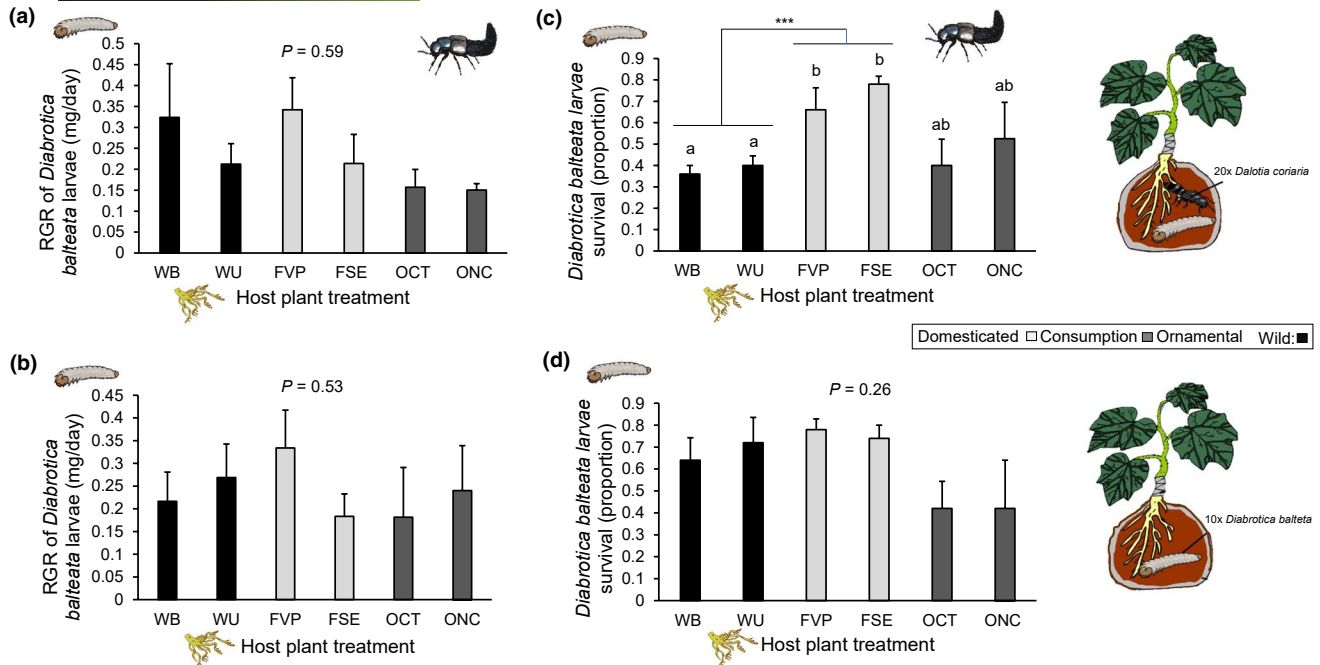 (a)
P = 0.59
RGR of Diabrotica
balteata larvae (mg/day)
0.5
0.45
0.4
0.35
0.3
0.25
0.2
0.15
0.1
0.05
0
WB WU FVP FSE OCT ONC
Host plant treatment
(c)
***
Diabrotica balteata larvae
survival (proportion)
0.9
0.8
0.7
0.6
0.5
0.4
0.3
0.2
0.1
0
a a b b ab ab
WB WU FVP FSE OCT ONC
Host plant treatment
20x Dalotia coriaria
Domesticated Consumption Ornamental Wild:
(b)
P = 0.53
RGR of Diabrotica
balteata larvae (mg/day)
0.45
0.4
0.35
0.3
0.25
0.2
0.15
0.1
0.05
0
WB WU FVP FSE OCT ONC
Host plant treatment
(d)
P = 0.26
Diabrotica balteata larvae
survival (proportion)
0.9
0.8
0.7
0.6
0.5
0.4
0.3
0.2
0.1
0
WB WU FVP FSE OCT ONC
Host plant treatment
10x Diabrotica balteta